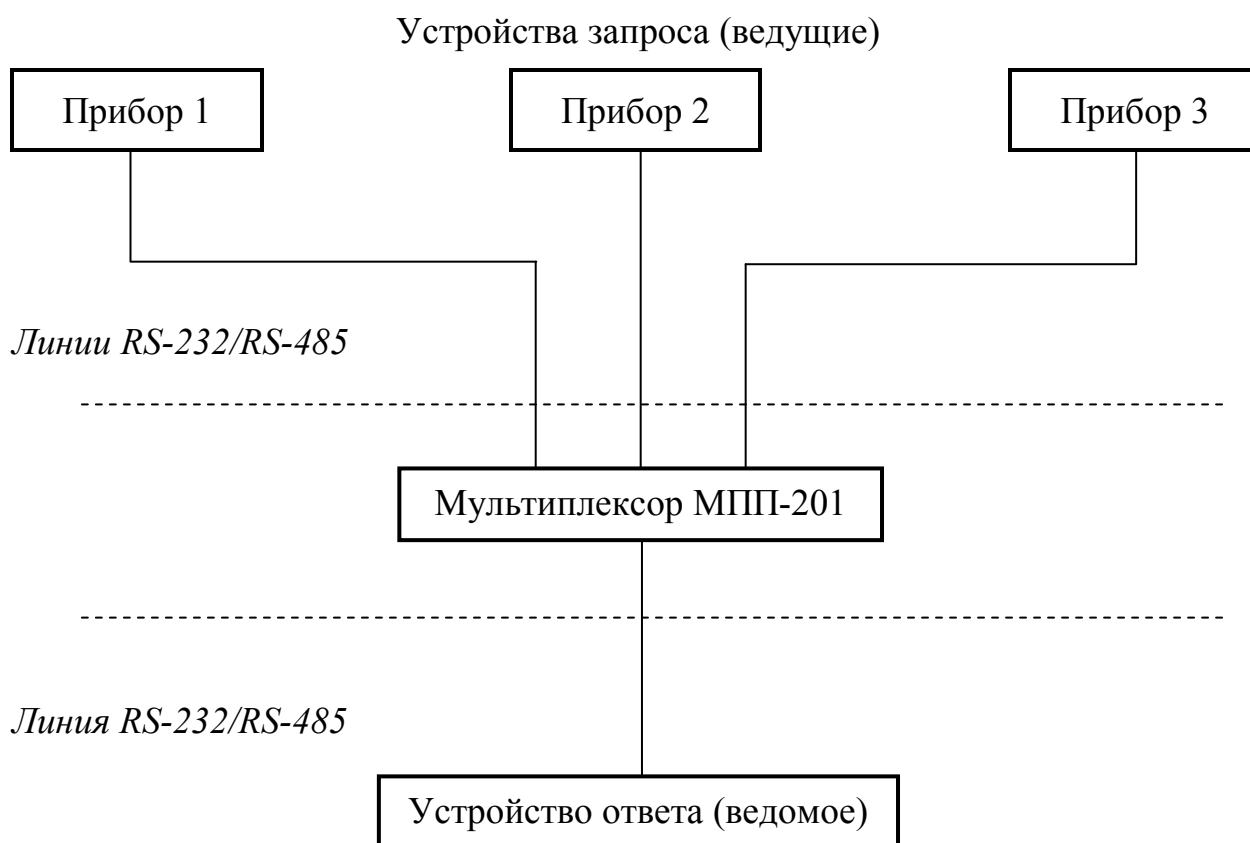 Устройства запроса (ведущие)
Прибор 1
Прибор 2
Прибор 3
Линии RS-232/RS-485
Мультиплексор МПП-201
Линия RS-232/RS-485
Устройство ответа (ведомое)